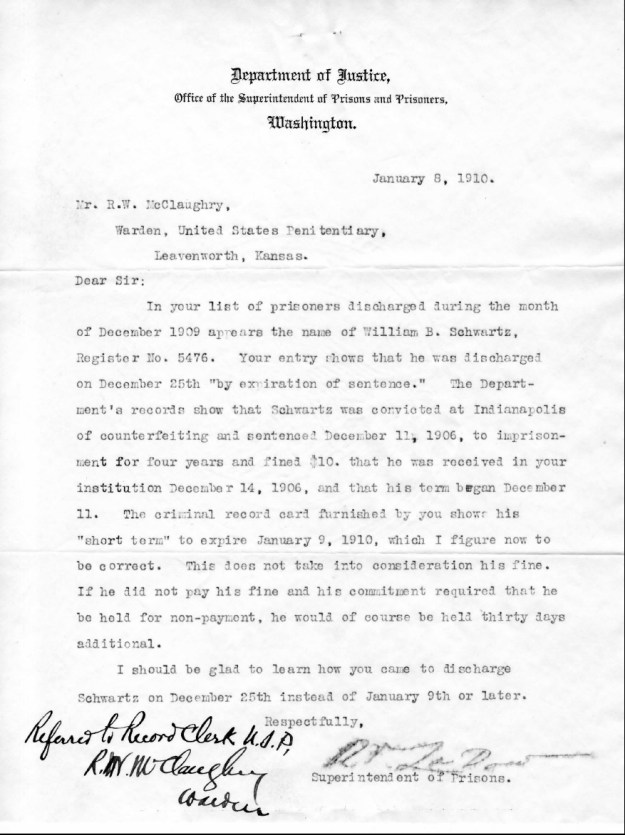 Department of Justice,
Office of the Superintendent of Prisons and Prisoners,
Washington.
January 8, 1910.
Mr. R.W. McClaughry,
Warden, United States Penitentiary,
Leavenworth, Kansas.
Dear Sir:
In your list of prisoners discharged during the month
of December 1909 appears the name of William B. Schwartz,
Register No. 5476. Your entry shows that he was discharged
on December 25th "by expiration of sentence." The Depart-
ment's records show that Schwartz was convicted at Indianapolis
of counterfeiting and sentenced December 11, 1906, to imprison-
ment for four years and fined $10. that he was received in your
institution December 14, 1906, and that his term began December
11. The criminal record card furnished by you shows his
"short term" to expire January 9, 1910, which I figure now to
be correct. This does not take into consideration his fine.
If he did not pay his fine and his commitment required that he
be held for non-payment, he would of course be held thirty days
additional.
I should be glad to learn how you came to discharge
Schwartz on December 25th instead of January 9th or later.
Respectfully,
Superintendent of Prisons.
Referred to Record Clerk U.S.P,
R.W. McClaughry
Warden